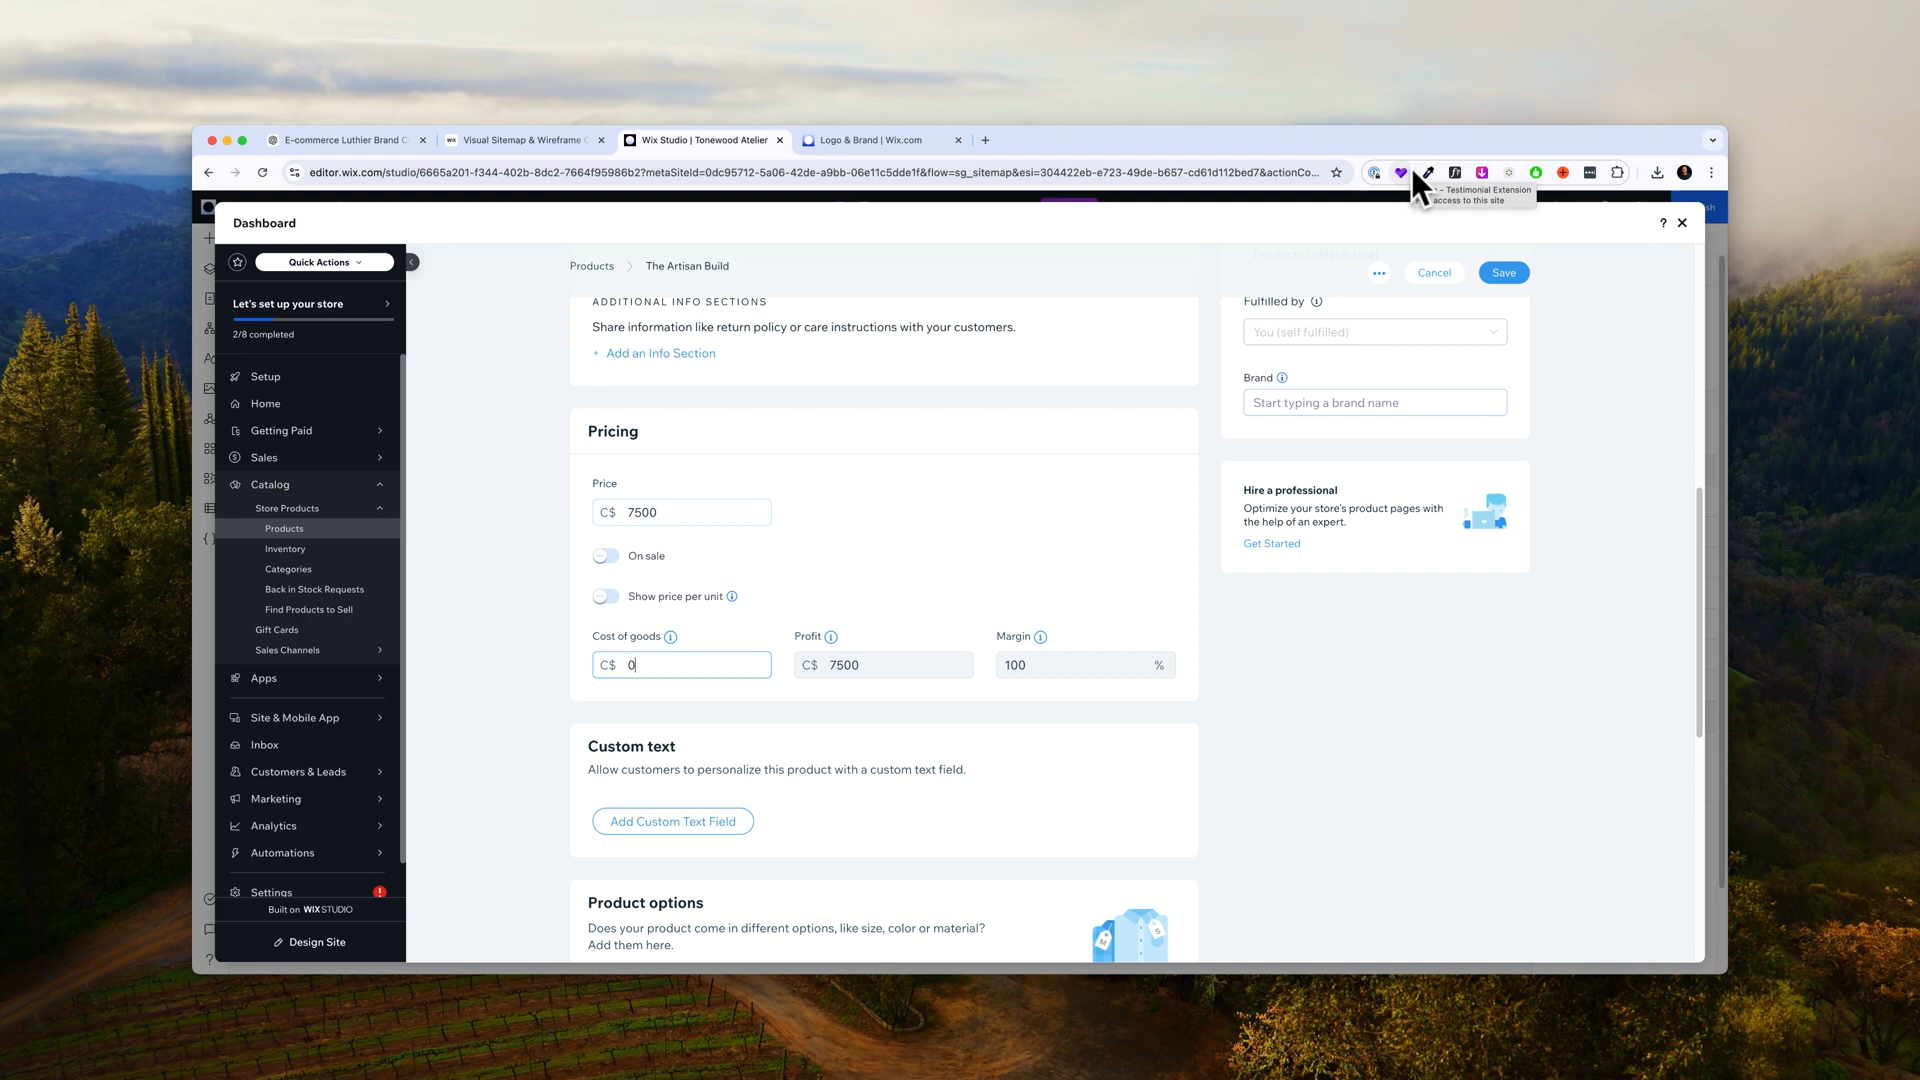 E-commerce Luthier Brand C
Visual Sitemap & Wireframe
Wix Studio | Tonewood Atelier
Logo & Brand | Wix.com
editor.wix.com/studio/6665a201-f344-402b-8dc2-7664f95986b2?metaSiteId=0dc95712-5a06-42de-a9bb-06e11c5dde1f&flow=sg_sitemap&esi=304422eb-e723-49de-b657-cd61d112bed7&actionCo...
- Testimonial Extension
access to this site
Dashboard
?
Quick Actions
Let's set up your store
2/8 completed
Setup
Home
Getting Paid
Sales
Catalog
Store Products
Products
Inventory
Categories
Back in Stock Requests
Find Products to Sell
Gift Cards
Sales Channels
Apps
Site & Mobile App
Inbox
Customers & Leads
Marketing
Analytics
Automations
Settings
Built on WIX STUDIO
Design Site
Products > The Artisan Build
Products (default rate)
Cancel
Save
ADDITIONAL INFO SECTIONS
Share information like return policy or care instructions with your customers.
+ Add an Info Section
Pricing
Price
C$ 7500
On sale
Show price per unit
Cost of goods
Profit
Margin
C$ 0
C$ 7500
100 %
Custom text
Allow customers to personalize this product with a custom text field.
Add Custom Text Field
Product options
Does your product come in different options, like size, color or material?
Add them here.
M
S
Fulfilled by
You (self fulfilled)
Brand
Start typing a brand name
Hire a professional
Optimize your store's product pages with
the help of an expert.
Get Started